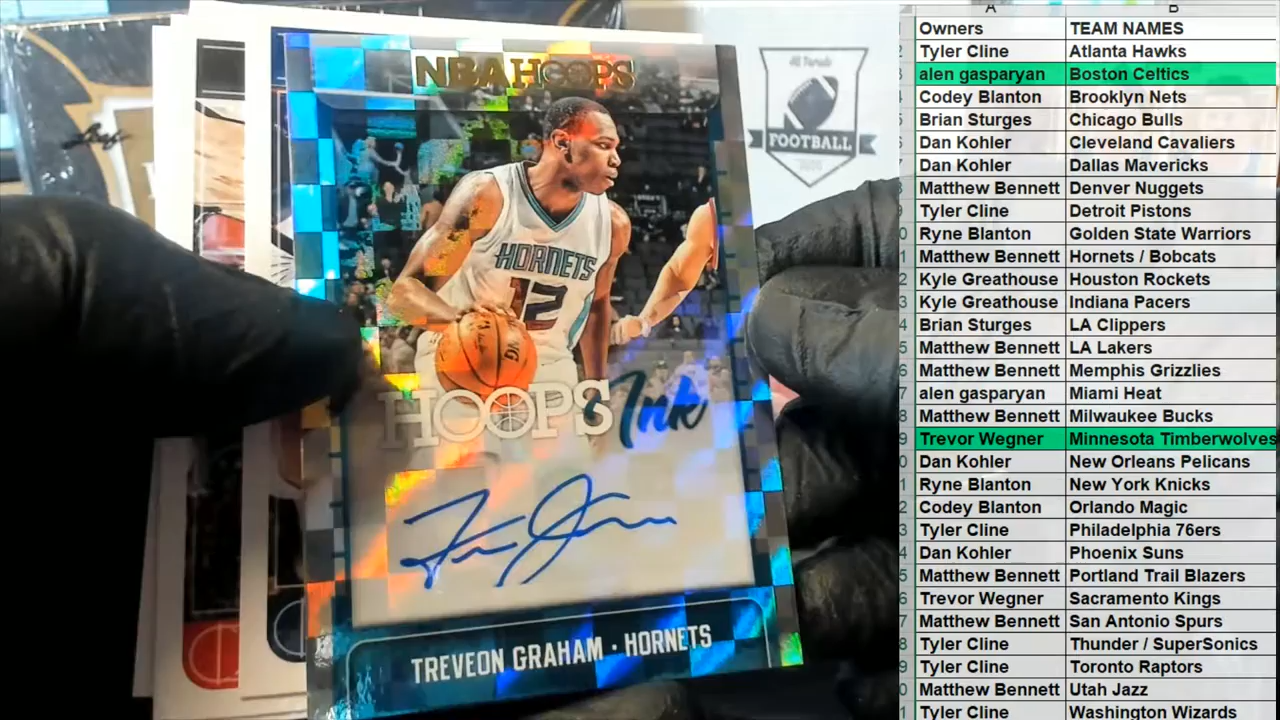 NBA HOOPS
HORNETS
12
HOOPS Ink
TREVEON GRAHAM · HORNETS
FOOTBALL
A B
Owners TEAM NAMES
Tyler Cline Atlanta Hawks
alen gasparyan Boston Celtics
Codey Blanton Brooklyn Nets
Brian Sturges Chicago Bulls
Dan Kohler Cleveland Cavaliers
Dan Kohler Dallas Mavericks
Matthew Bennett Denver Nuggets
Tyler Cline Detroit Pistons
Ryne Blanton Golden State Warriors
Matthew Bennett Hornets / Bobcats
Kyle Greathouse Houston Rockets
Kyle Greathouse Indiana Pacers
Brian Sturges LA Clippers
Matthew Bennett LA Lakers
Matthew Bennett Memphis Grizzlies
alen gasparyan Miami Heat
Matthew Bennett Milwaukee Bucks
Trevor Wegner Minnesota Timberwolves
Dan Kohler New Orleans Pelicans
Ryne Blanton New York Knicks
Codey Blanton Orlando Magic
Tyler Cline Philadelphia 76ers
Dan Kohler Phoenix Suns
Matthew Bennett Portland Trail Blazers
Trevor Wegner Sacramento Kings
Matthew Bennett San Antonio Spurs
Tyler Cline Thunder / SuperSonics
Tyler Cline Toronto Raptors
Matthew Bennett Utah Jazz
Tyler Cline Washington Wizards